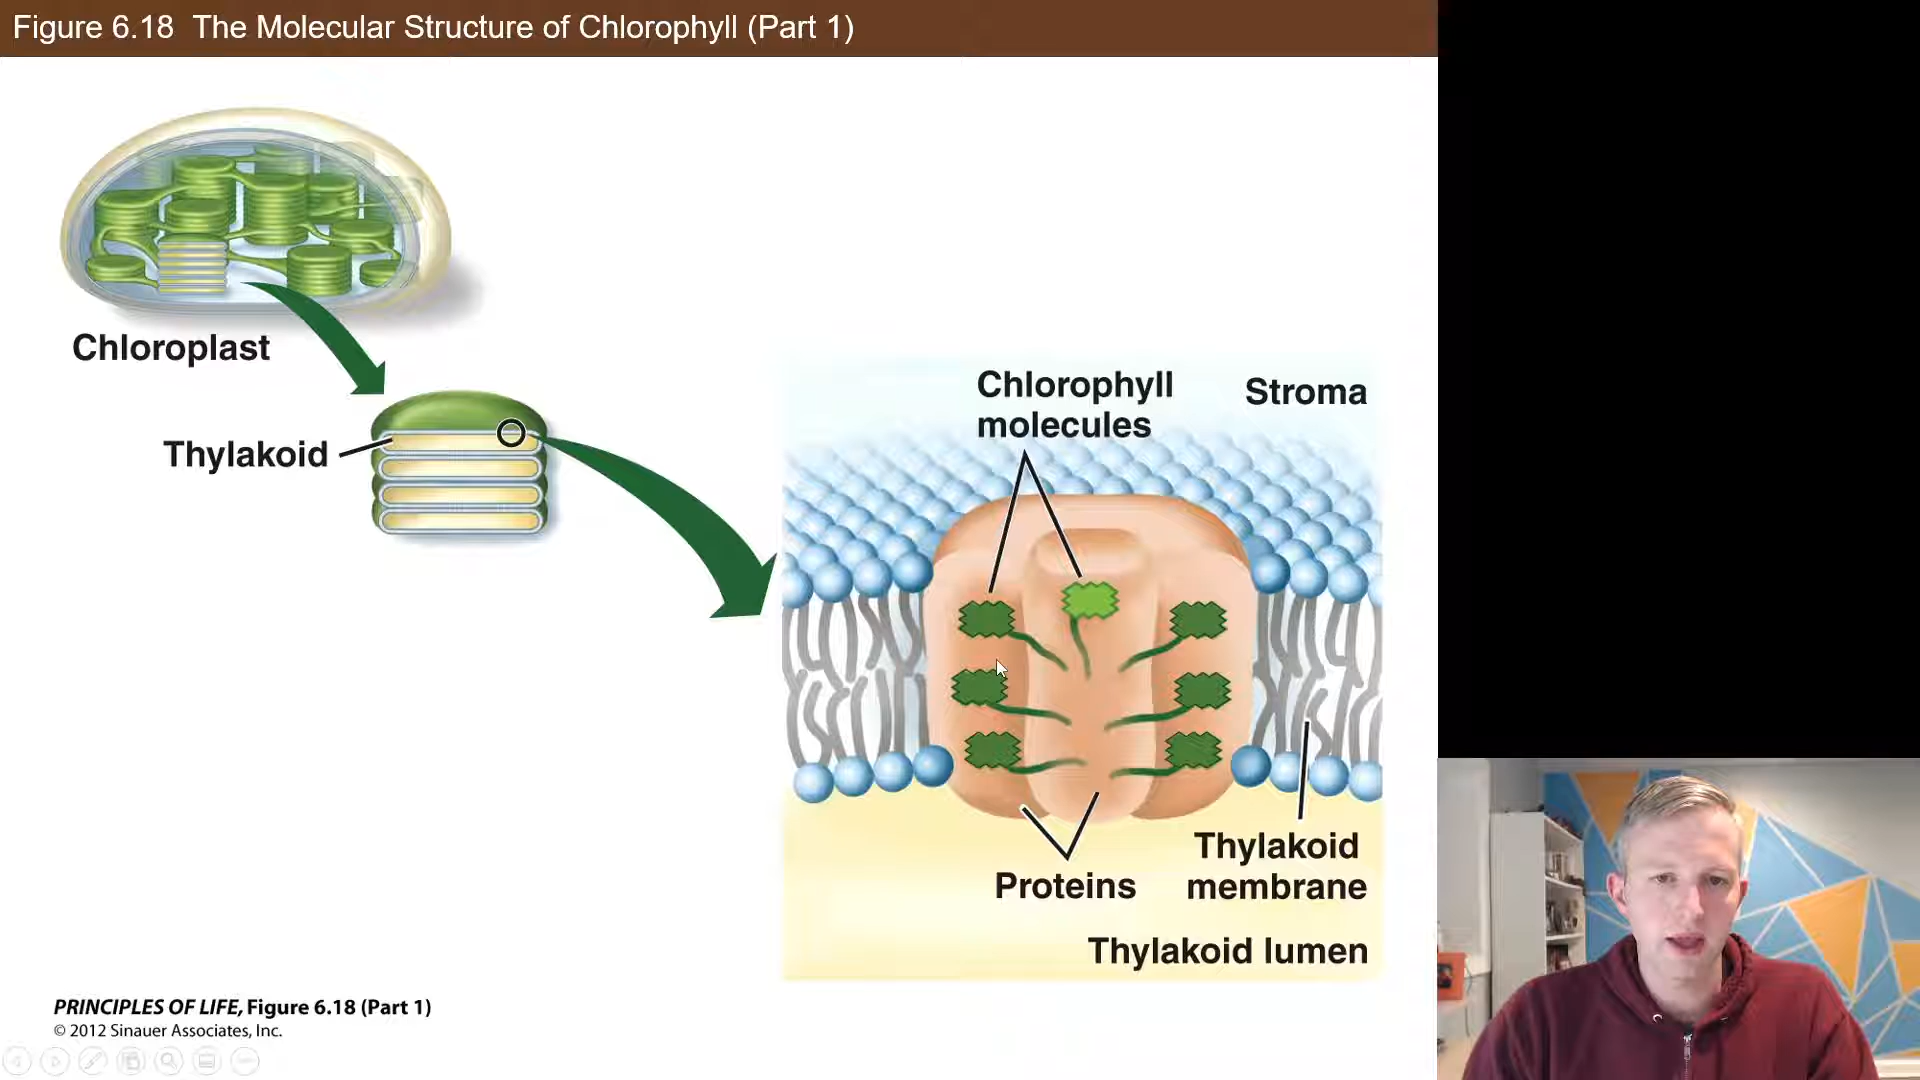 Figure 6.18  The Molecular Structure of Chlorophyll (Part 1)
Chloroplast
Thylakoid
Chlorophyll
molecules
Stroma
Proteins
Thylakoid
membrane
Thylakoid lumen
PRINCIPLES OF LIFE, Figure 6.18 (Part 1)
© 2012 Sinauer Associates, Inc.